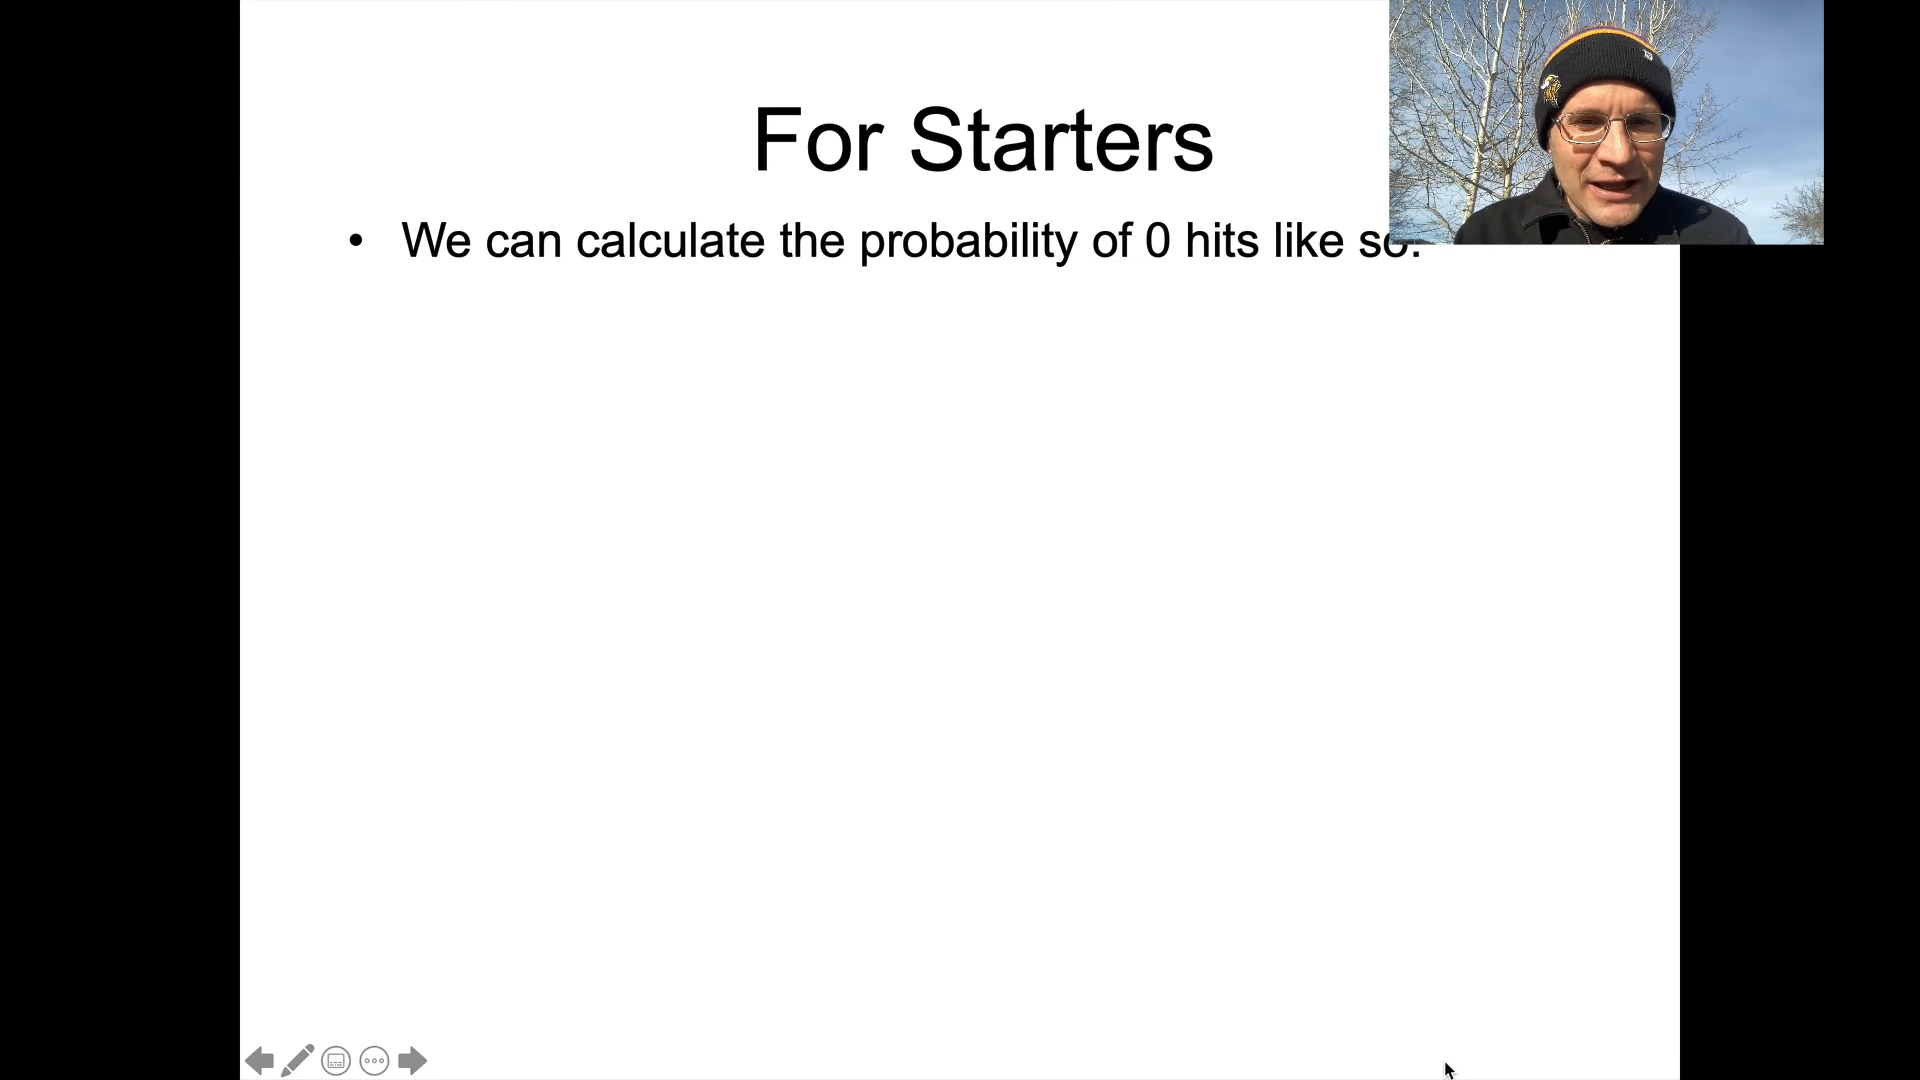 For Starters
• We can calculate the probability of 0 hits like so: